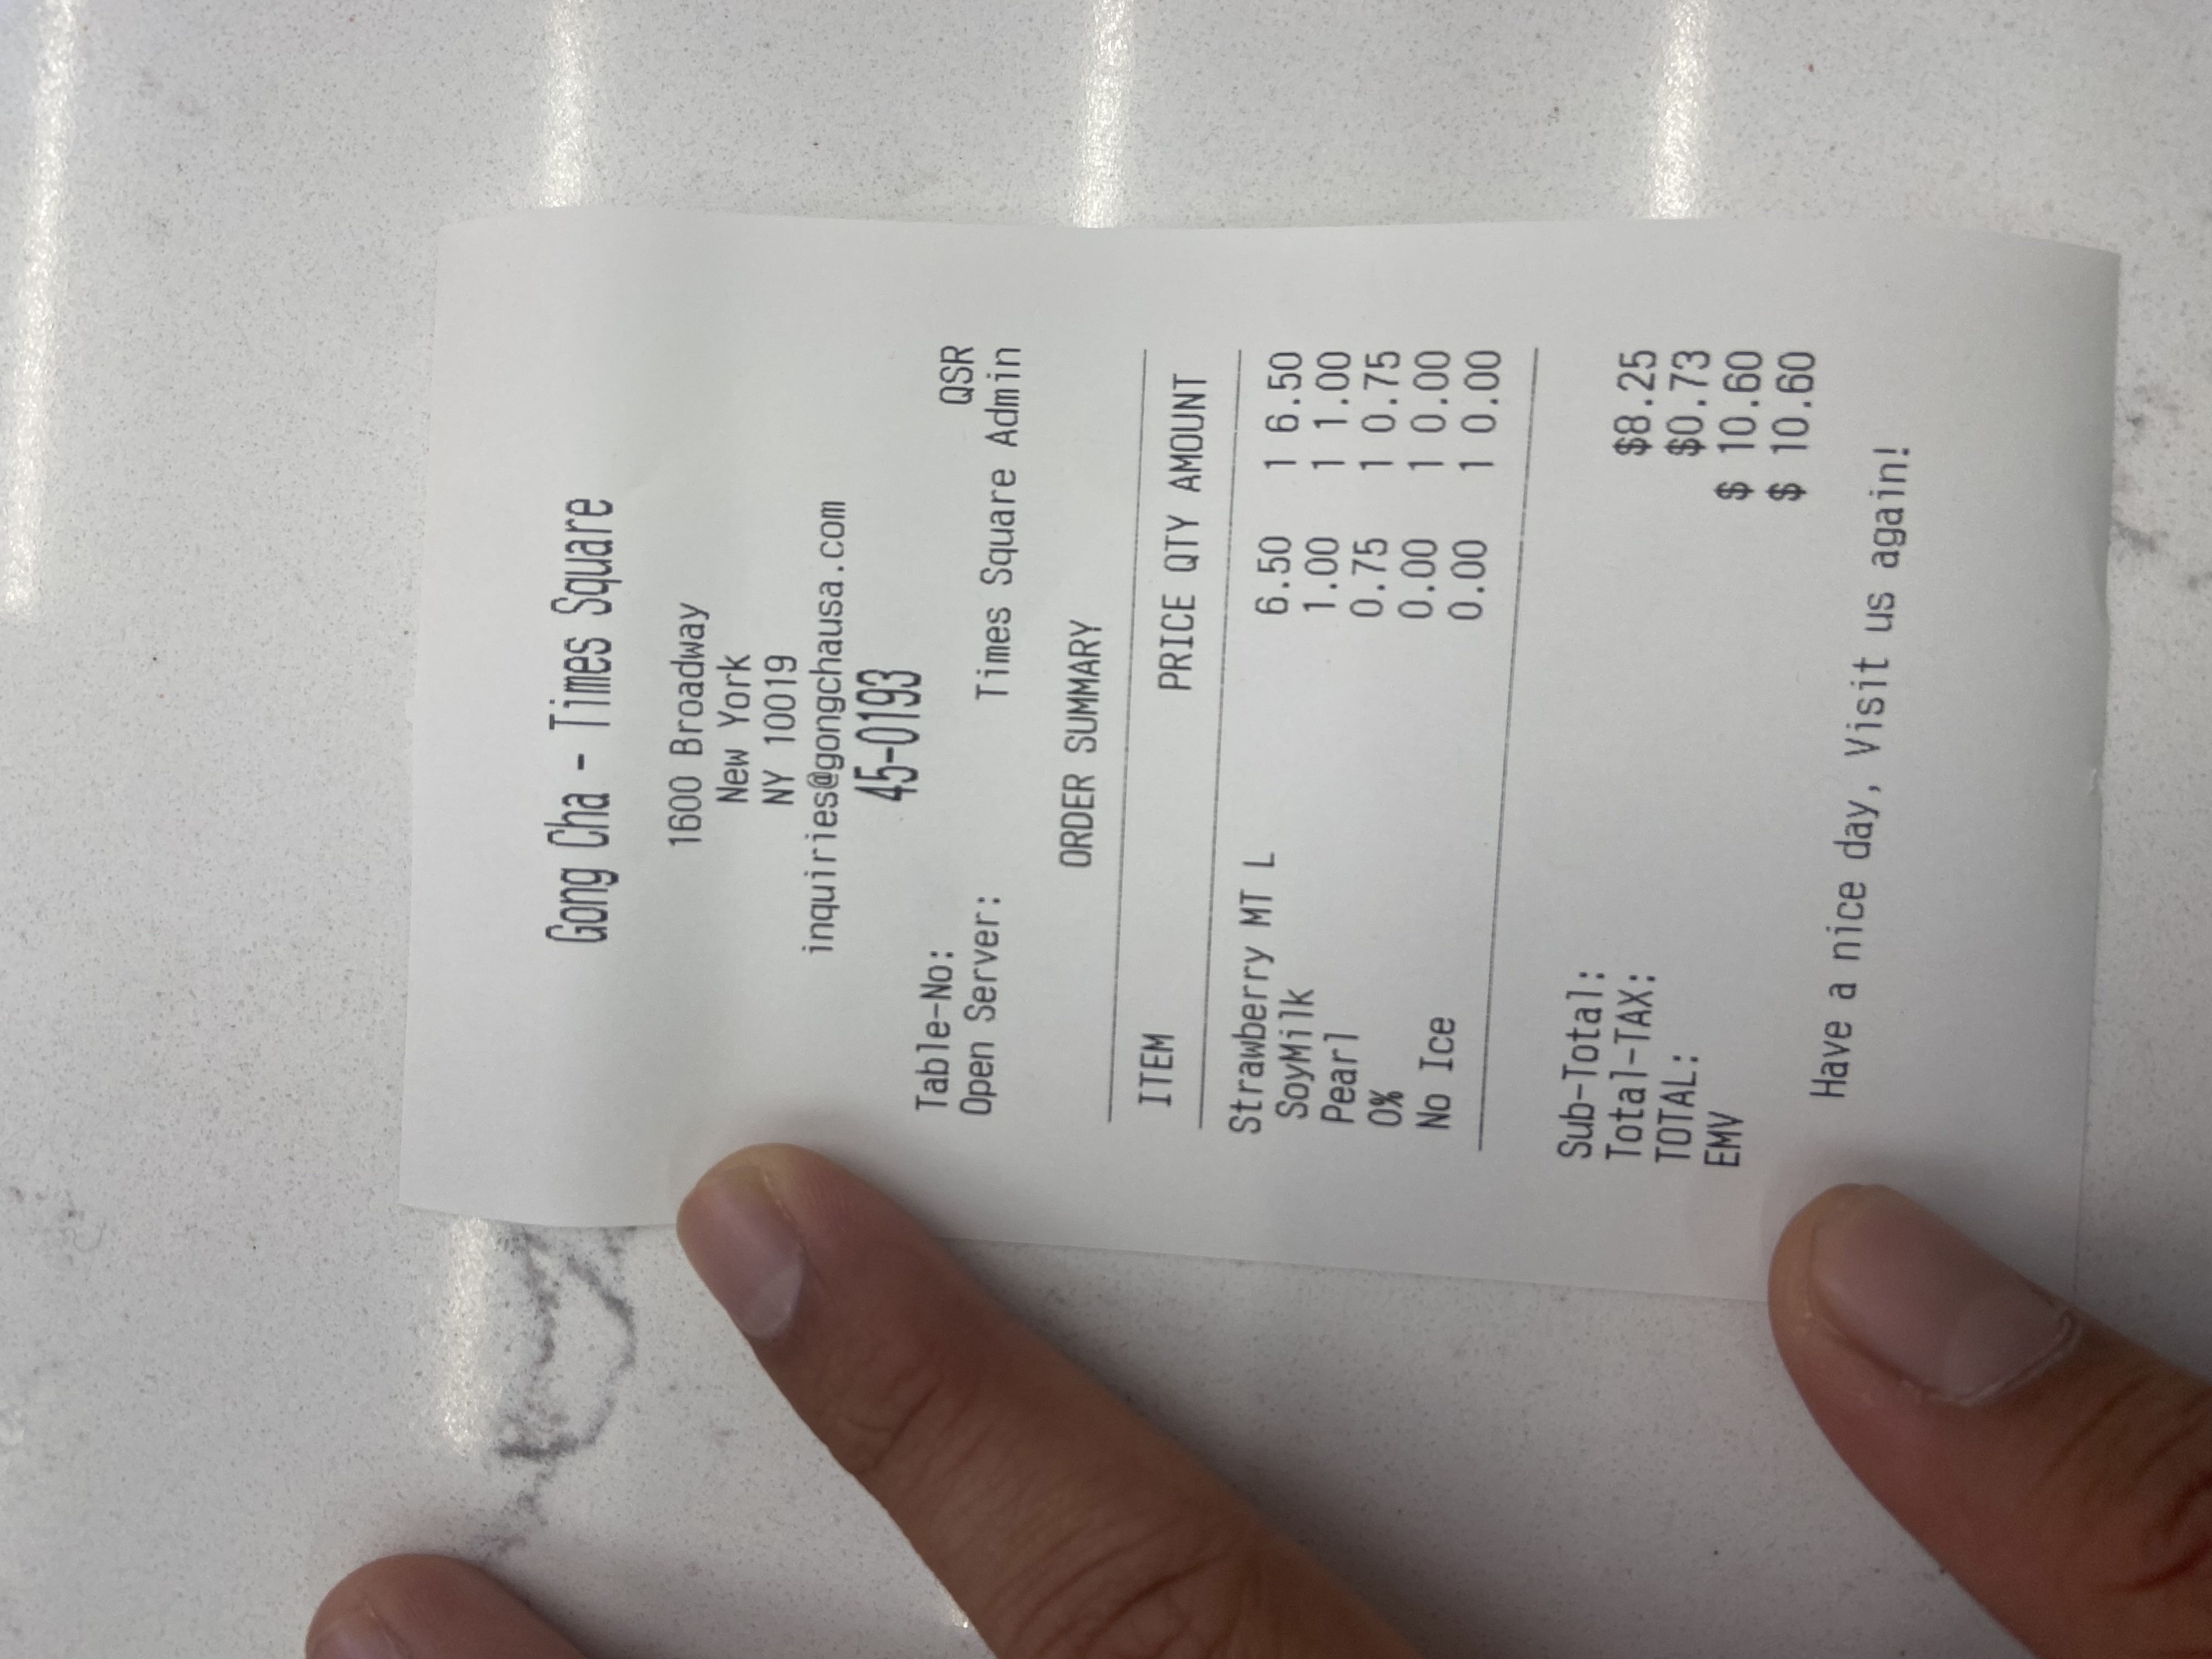 Gong Cha - Times Square
1600 Broadway
New York
NY 10019
inquiries@gongchausa.com
45-0193
Table-No: QSR
Open Server: Times Square Admin
ORDER SUMMARY
ITEM PRICE QTY AMOUNT
Strawberry MT L 6.50 1 6.50
SoyMilk 1.00 1 1.00
Pearl 0.75 1 0.75
0% 0.00 1 0.00
No Ice 0.00 1 0.00
Sub-Total: $8.25
Total-TAX: $0.73
TOTAL: $ 10.60
EMV $ 10.60
Have a nice day, Visit us again!